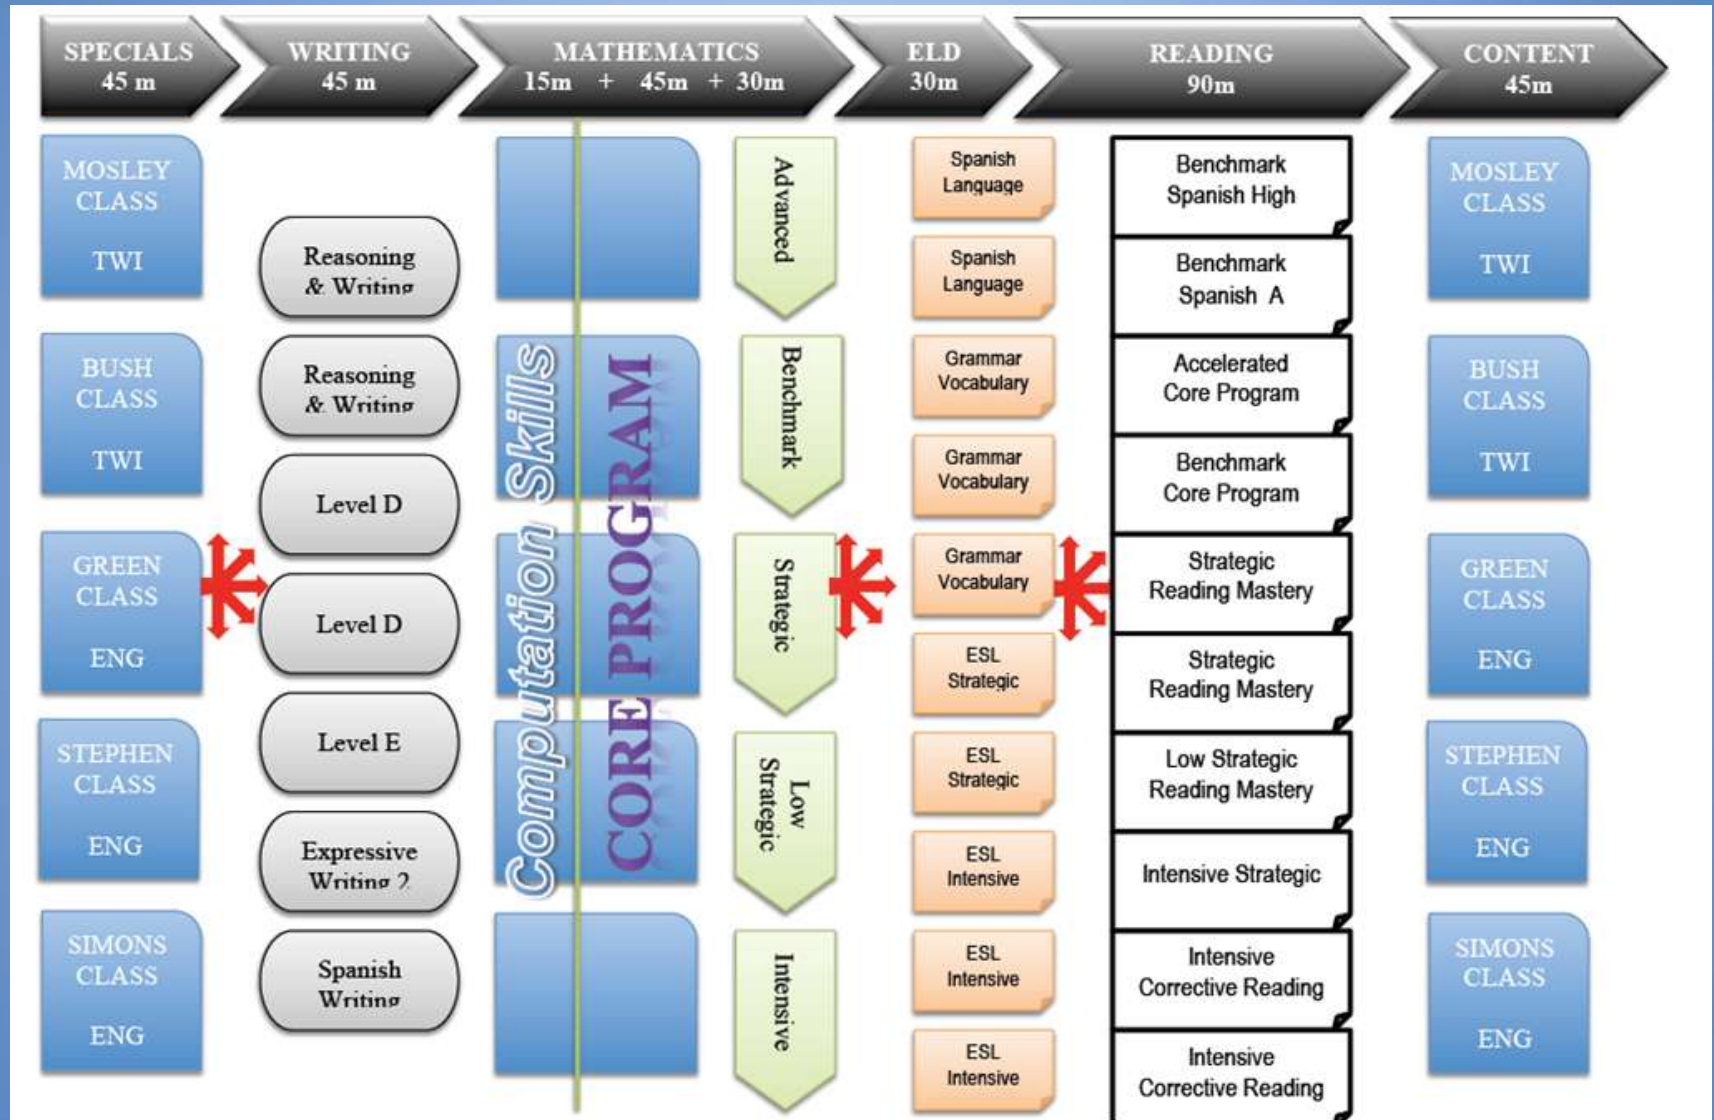 SPECIALS
45 m
WRITING
45 m
MATHEMATICS
15m + 45m + 30m
ELD
30m
READING
90m
CONTENT
45m
MOSLEY
CLASS
TWI
BUSH
CLASS
TWI
GREEN
CLASS
ENG
STEPHEN
CLASS
ENG
SIMONS
CLASS
ENG
Reasoning
& Writing
Reasoning
& Writing
Level D
Level D
Level E
Expressive
Writing 2
Spanish
Writing
Computation Skills
CORE PROGRAM
Advanced
Benchmark
Strategic
Low
Strategic
Intensive
Spanish
Language
Spanish
Language
Grammar
Vocabulary
Grammar
Vocabulary
Grammar
Vocabulary
ESL
Strategic
ESL
Strategic
ESL
Intensive
ESL
Intensive
ESL
Intensive
Benchmark
Spanish High
Benchmark
Spanish A
Accelerated
Core Program
Benchmark
Core Program
Strategic
Reading Mastery
Strategic
Reading Mastery
Low Strategic
Reading Mastery
Intensive Strategic
Intensive
Corrective Reading
Intensive
Corrective Reading
MOSLEY
CLASS
TWI
BUSH
CLASS
TWI
GREEN
CLASS
ENG
STEPHEN
CLASS
ENG
SIMONS
CLASS
ENG